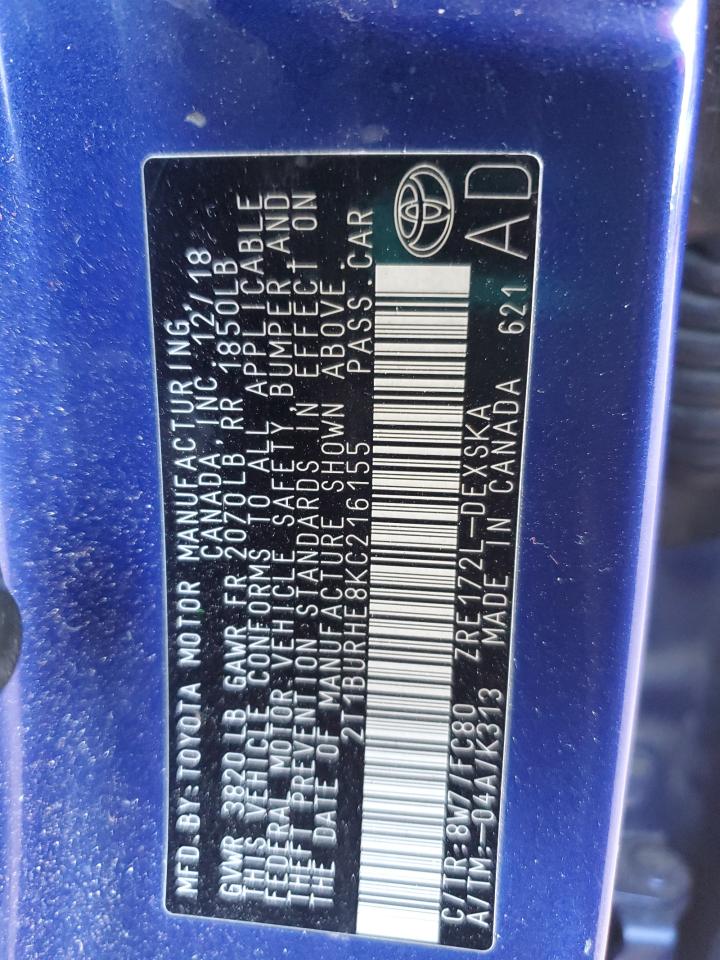 MFD.BY:TOYOTA MOTOR MANUFACTURING,
CANADA,INC 12/18
GVWR 3820LB GAWR FR 2070LB,RR 1850LB
THIS VEHICLE CONFORMS TO ALL APPLICABLE
FEDERAL MOTOR VEHICLE SAFETY, BUMPER AND
THEFT PREVENTION STANDARDS IN EFFECT ON
THE DATE OF MANUFACTURE SHOWN ABOVE.
2T1BURHE8KC216155 PASS.CAR
C/TR:8W7/FC80 ZRE172L-DEXSKA
A/TM:-04A/K313 MADE IN CANADA 621
AD